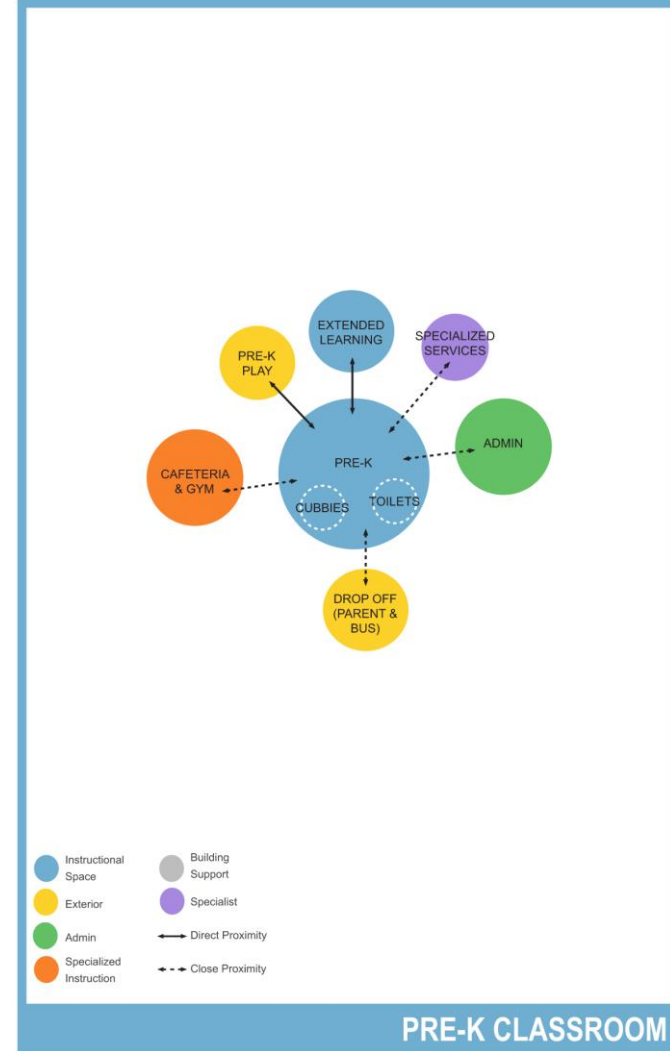 EXTENDED
LEARNING
SPECIALIZED
SERVICES
PRE-K
PLAY
ADMIN
PRE-K
CAFETERIA
& GYM
CUBBIES
TOILETS
DROP OFF
(PARENT &
BUS)
Instructional
Space
Exterior
Admin
Specialized
Instruction
Building
Support
Specialist
Direct Proximity
Close Proximity
PRE-K CLASSROOM